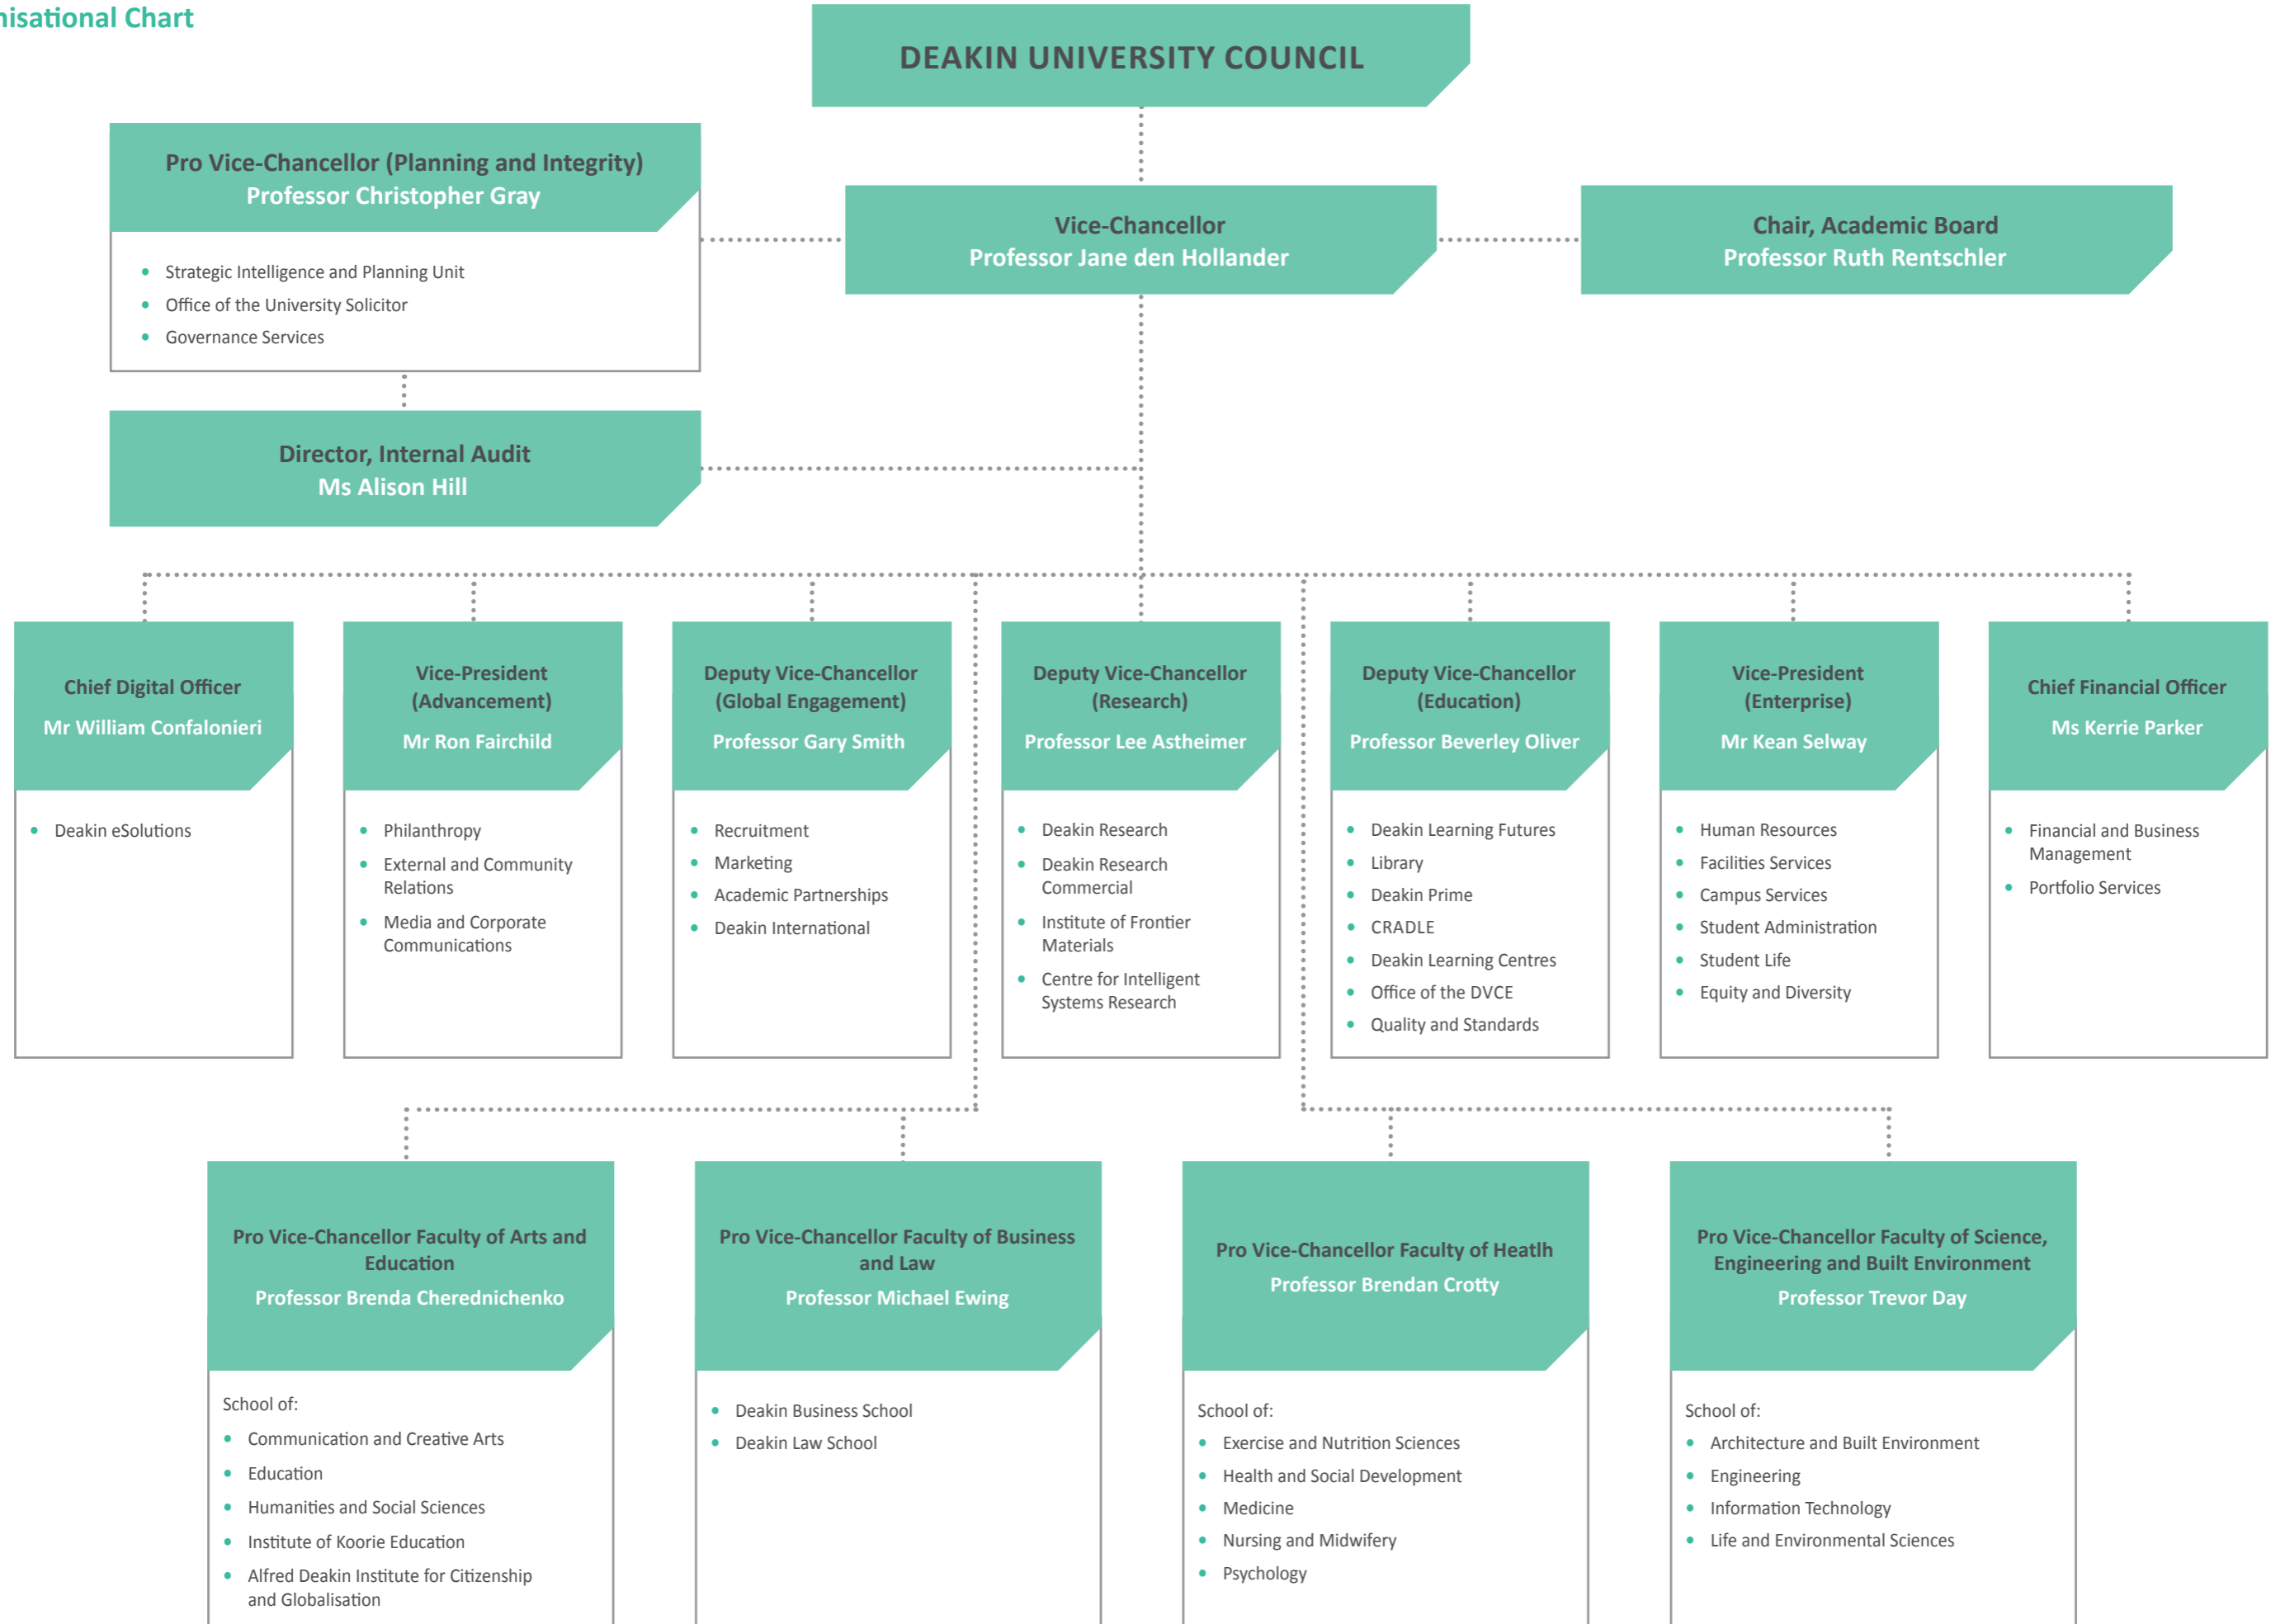 nisational Chart
DEAKIN UNIVERSITY COUNCIL
Pro Vice-Chancellor (Planning and Integrity)
Professor Christopher Gray
• Strategic Intelligence and Planning Unit
• Office of the University Solicitor
• Governance Services
Vice-Chancellor
Professor Jane den Hollander
Chair, Academic Board
Professor Ruth Rentschler
Director, Internal Audit
Ms Alison Hill
Chief Digital Officer
Mr William Confalonieri
• Deakin eSolutions
Vice-President
(Advancement)
Mr Ron Fairchild
• Philanthropy
• External and Community
Relations
• Media and Corporate
Communications
Deputy Vice-Chancellor
(Global Engagement)
Professor Gary Smith
• Recruitment
• Marketing
• Academic Partnerships
• Deakin International
Deputy Vice-Chancellor
(Research)
Professor Lee Astheimer
• Deakin Research
• Deakin Research
Commercial
• Institute of Frontier
Materials
• Centre for Intelligent
Systems Research
Deputy Vice-Chancellor
(Education)
Professor Beverley Oliver
• Deakin Learning Futures
• Library
• Deakin Prime
• CRADLE
• Deakin Learning Centres
• Office of the DVCE
• Quality and Standards
Vice-President
(Enterprise)
Mr Kean Selway
• Human Resources
• Facilities Services
• Campus Services
• Student Administration
• Student Life
• Equity and Diversity
Chief Financial Officer
Ms Kerrie Parker
• Financial and Business
Management
• Portfolio Services
Pro Vice-Chancellor Faculty of Arts and
Education
Professor Brenda Cherednichenko
School of:
• Communication and Creative Arts
• Education
• Humanities and Social Sciences
• Institute of Koorie Education
• Alfred Deakin Institute for Citizenship
and Globalisation
Pro Vice-Chancellor Faculty of Business
and Law
Professor Michael Ewing
• Deakin Business School
• Deakin Law School
Pro Vice-Chancellor Faculty of Heatlh
Professor Brendan Crotty
School of:
• Exercise and Nutrition Sciences
• Health and Social Development
• Medicine
• Nursing and Midwifery
• Psychology
Pro Vice-Chancellor Faculty of Science,
Engineering and Built Environment
Professor Trevor Day
School of:
• Architecture and Built Environment
• Engineering
• Information Technology
• Life and Environmental Sciences